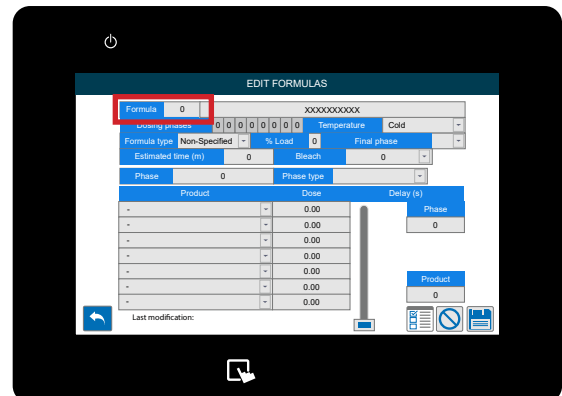 EDIT FORMULAS
Formula 0 XXXXXXXXXX
Dosing phases 0 0 0 0 0 0 0 0 Temperature Cold
Formula type Non-Specified % Load 0 Final phase
Estimated time (m) 0 Bleach 0
Phase 0 Phase type
Product Dose Delay (s)
- 0.00 Phase
- 0.00 0
- 0.00
- 0.00
- 0.00
- 0.00 Product
- 0.00 0
Last modification: